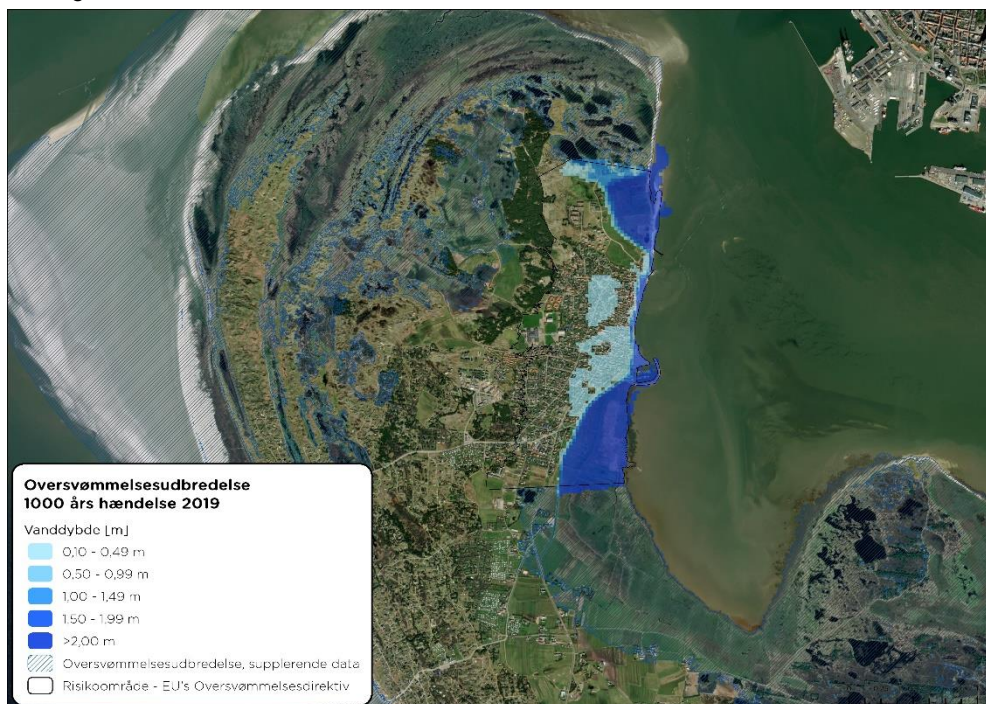 Oversvømmelsesudbredelse
1000 års hændelse 2019
Vanddybde [m]
0,10 - 0,49 m
0,50 - 0,99 m
1,00 - 1,49 m
1,50 - 1,99 m
>2,00 m
Oversvømmelsesudbredelse, supplerende data
Risikoområde - EU's Oversvømmelsesdirektiv